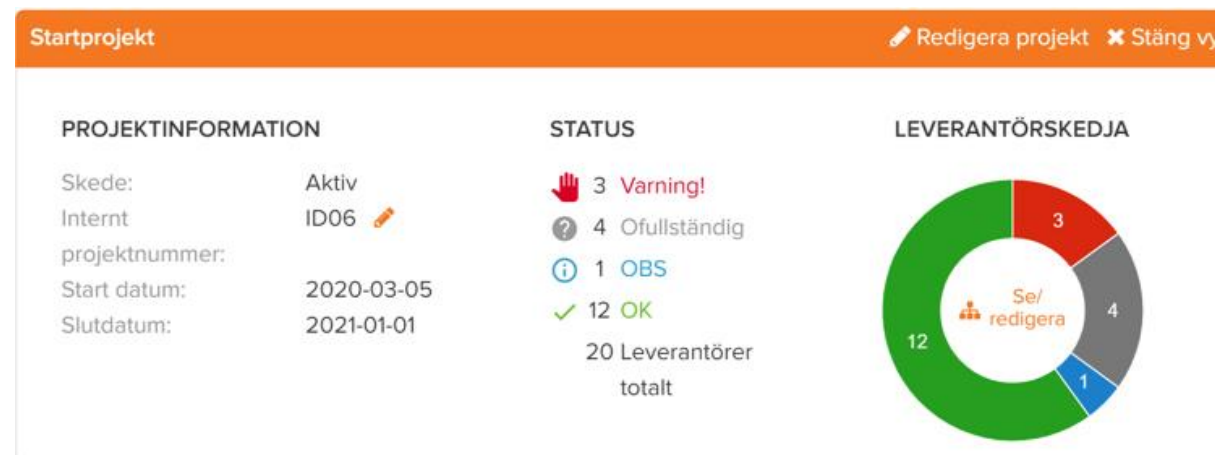 Startprojekt
Redigera projekt
Stäng vy
PROJEKTINFORMATION
Skede: Aktiv
Internt ID06
projektnummer:
Start datum: 2020-03-05
Slutdatum: 2021-01-01
STATUS
3 Varning!
4 Ofullständig
1 OBS
12 OK
20 Leverantörer
totalt
LEVERANTÖRSKEDJA
3
4
1
12
Se/
redigera